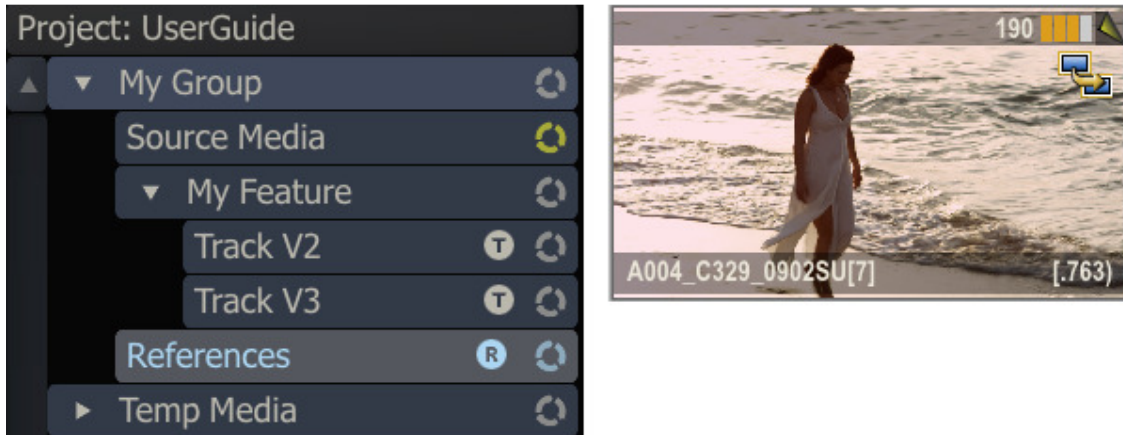 Project: UserGuide
My Group
Source Media
My Feature
Track V2 T
Track V3 T
References R
Temp Media
190
A004_C329_0902SU[7] [.763)